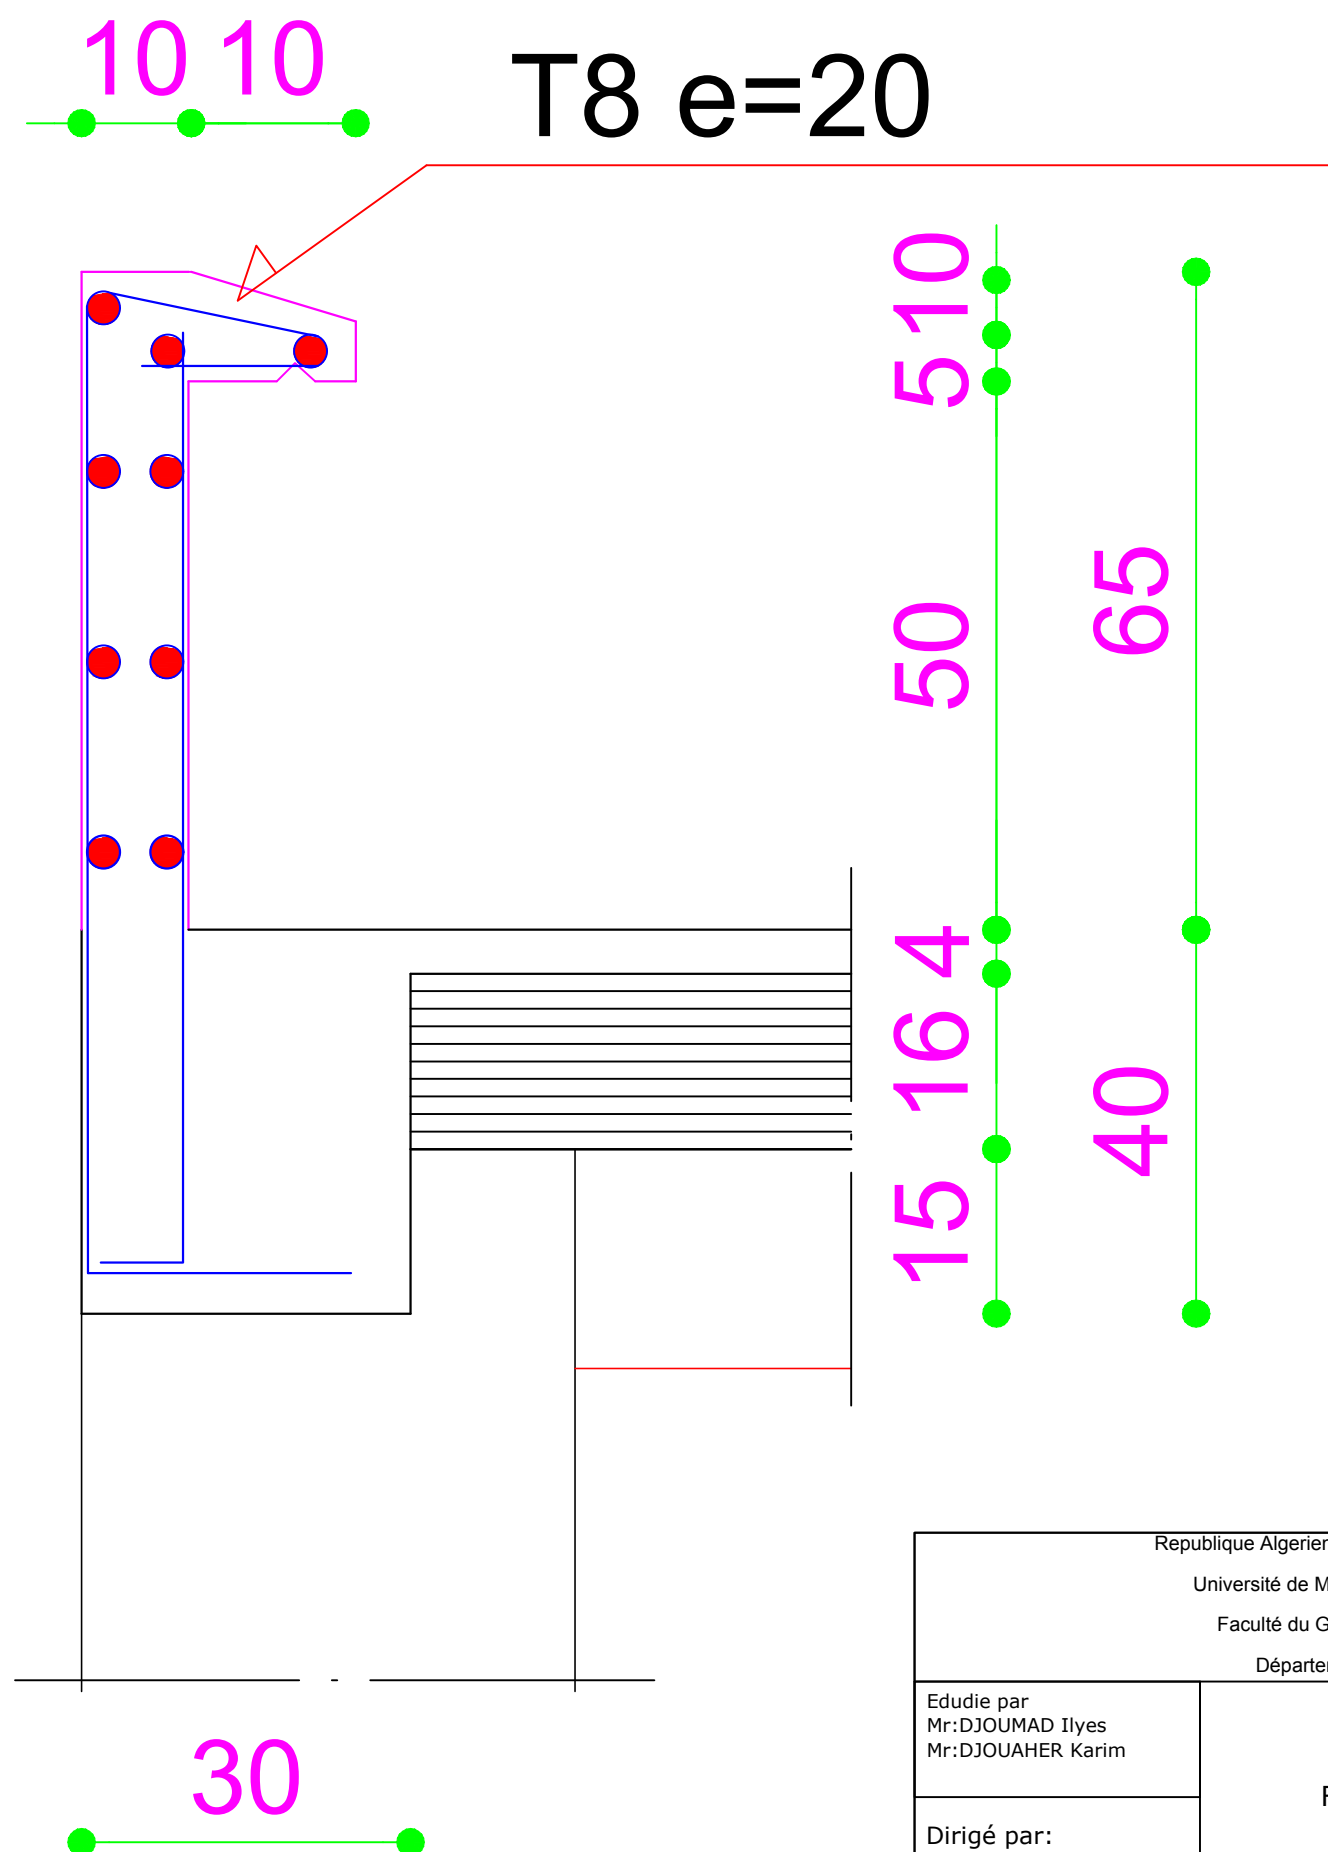 10 10
T8 e=20
10
5
50
65
4
16
40
15
Republique Algerien
Université de M
Faculté du G
Départe
Edudie par
Mr:DJOUMAD Ilyes
Mr:DJOUAHER Karim
30
Dirigé par: